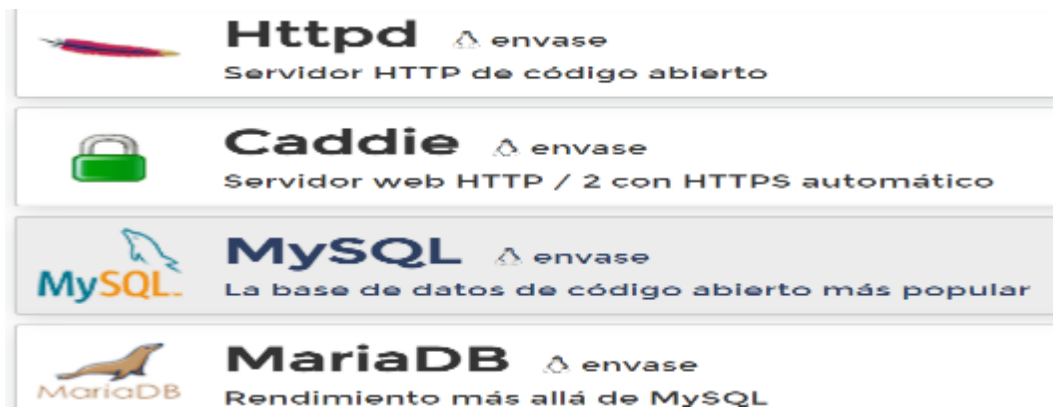 Httpd envase
Servidor HTTP de código abierto
Caddie envase
Servidor web HTTP / 2 con HTTPS automático
MySQL envase
MySQL.
La base de datos de código abierto más popular
MariaDB envase
MariaDB
Rendimiento más allá de MySQL